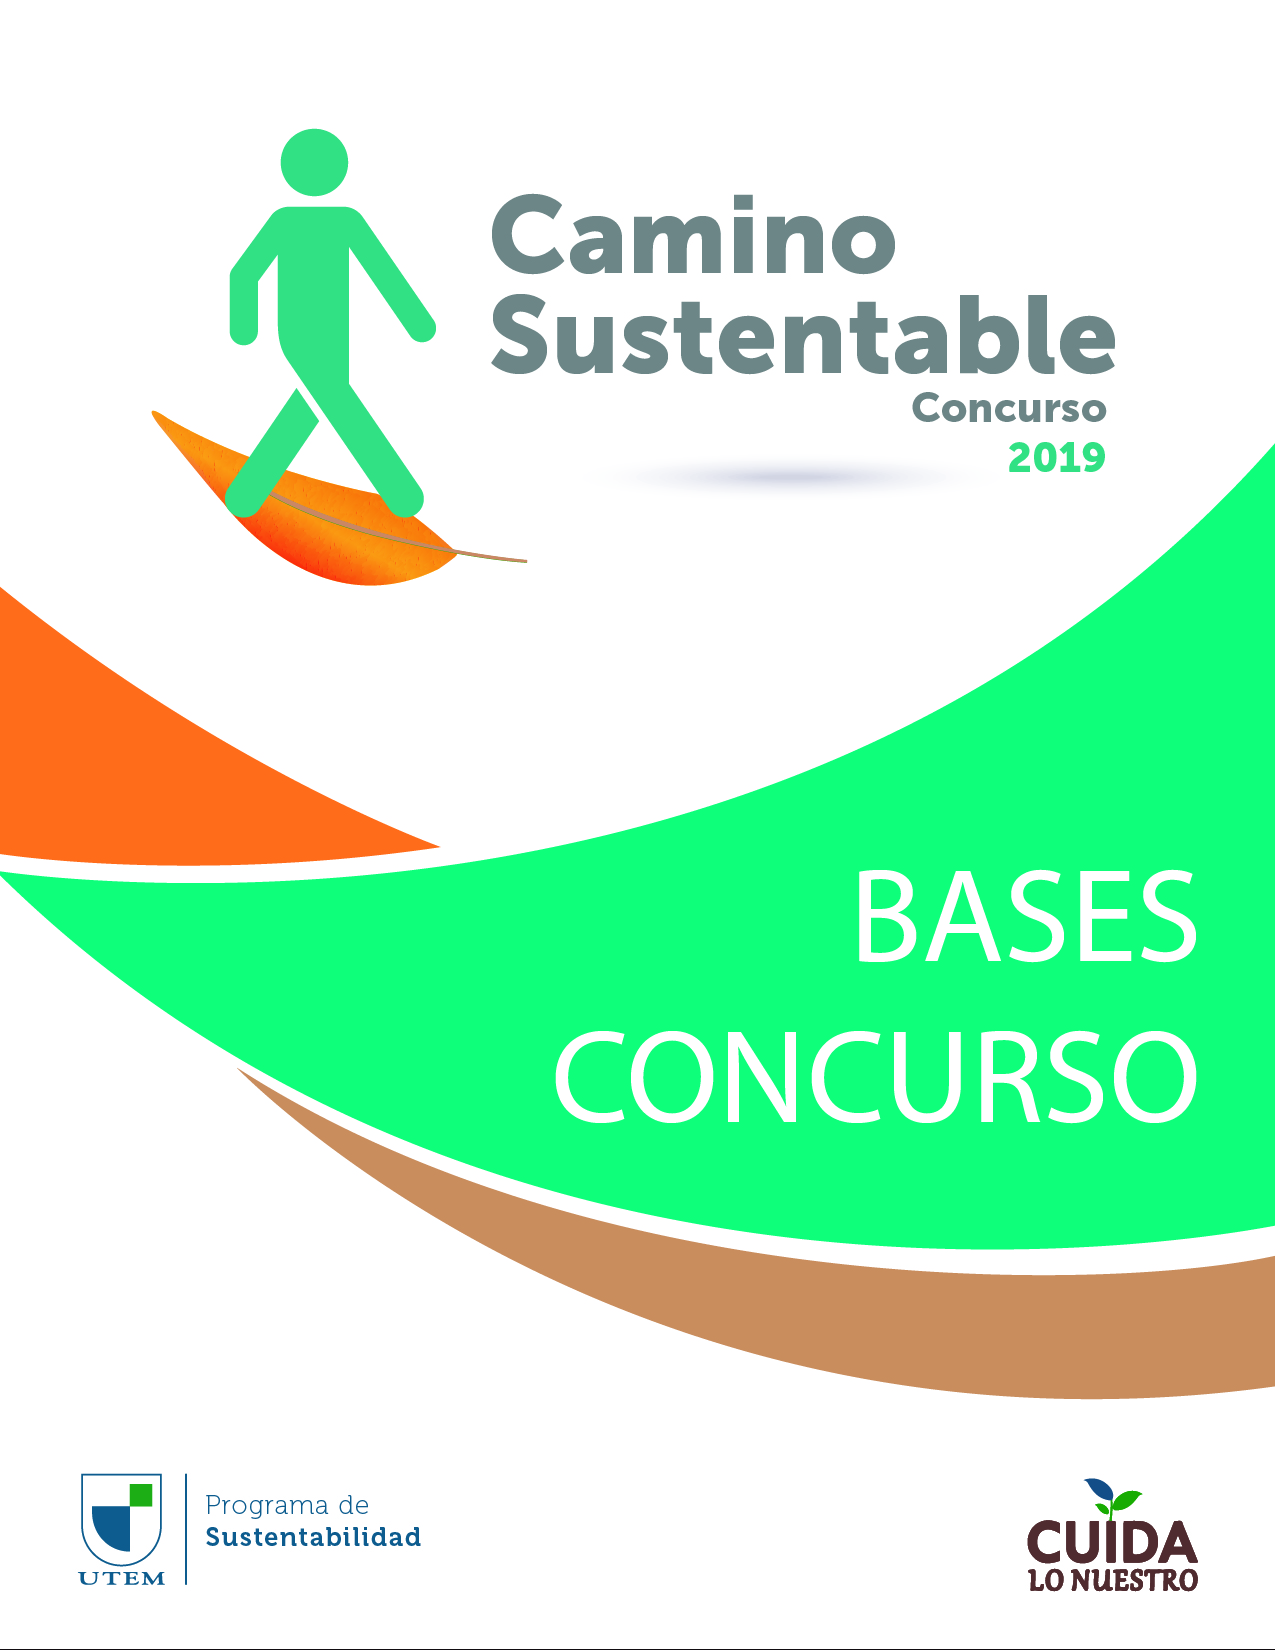 Camino
Sustentable
Concurso
2019
BASES
CONCURSO
Programa de
Sustentabilidad
UTEM
CUIDA
LO NUESTRO